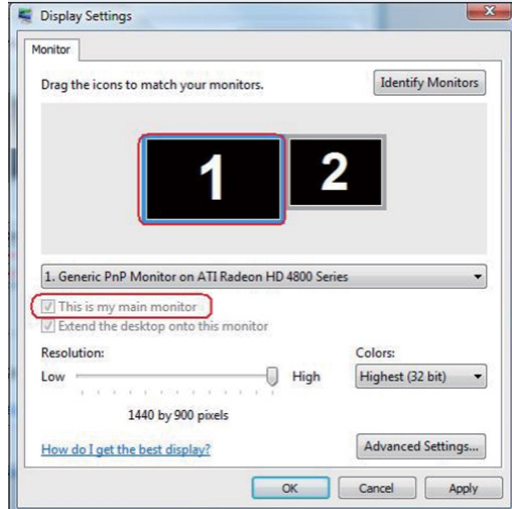 Display Settings
Monitor
Drag the icons to match your monitors.
Identify Monitors
1
2
1. Generic PnP Monitor on ATI Radeon HD 4800 Series
This is my main monitor
Extend the desktop onto this monitor
Resolution:
Colors:
Low
High
Highest (32 bit)
1440 by 900 pixels
How do I get the best display?
Advanced Settings...
OK
Cancel
Apply